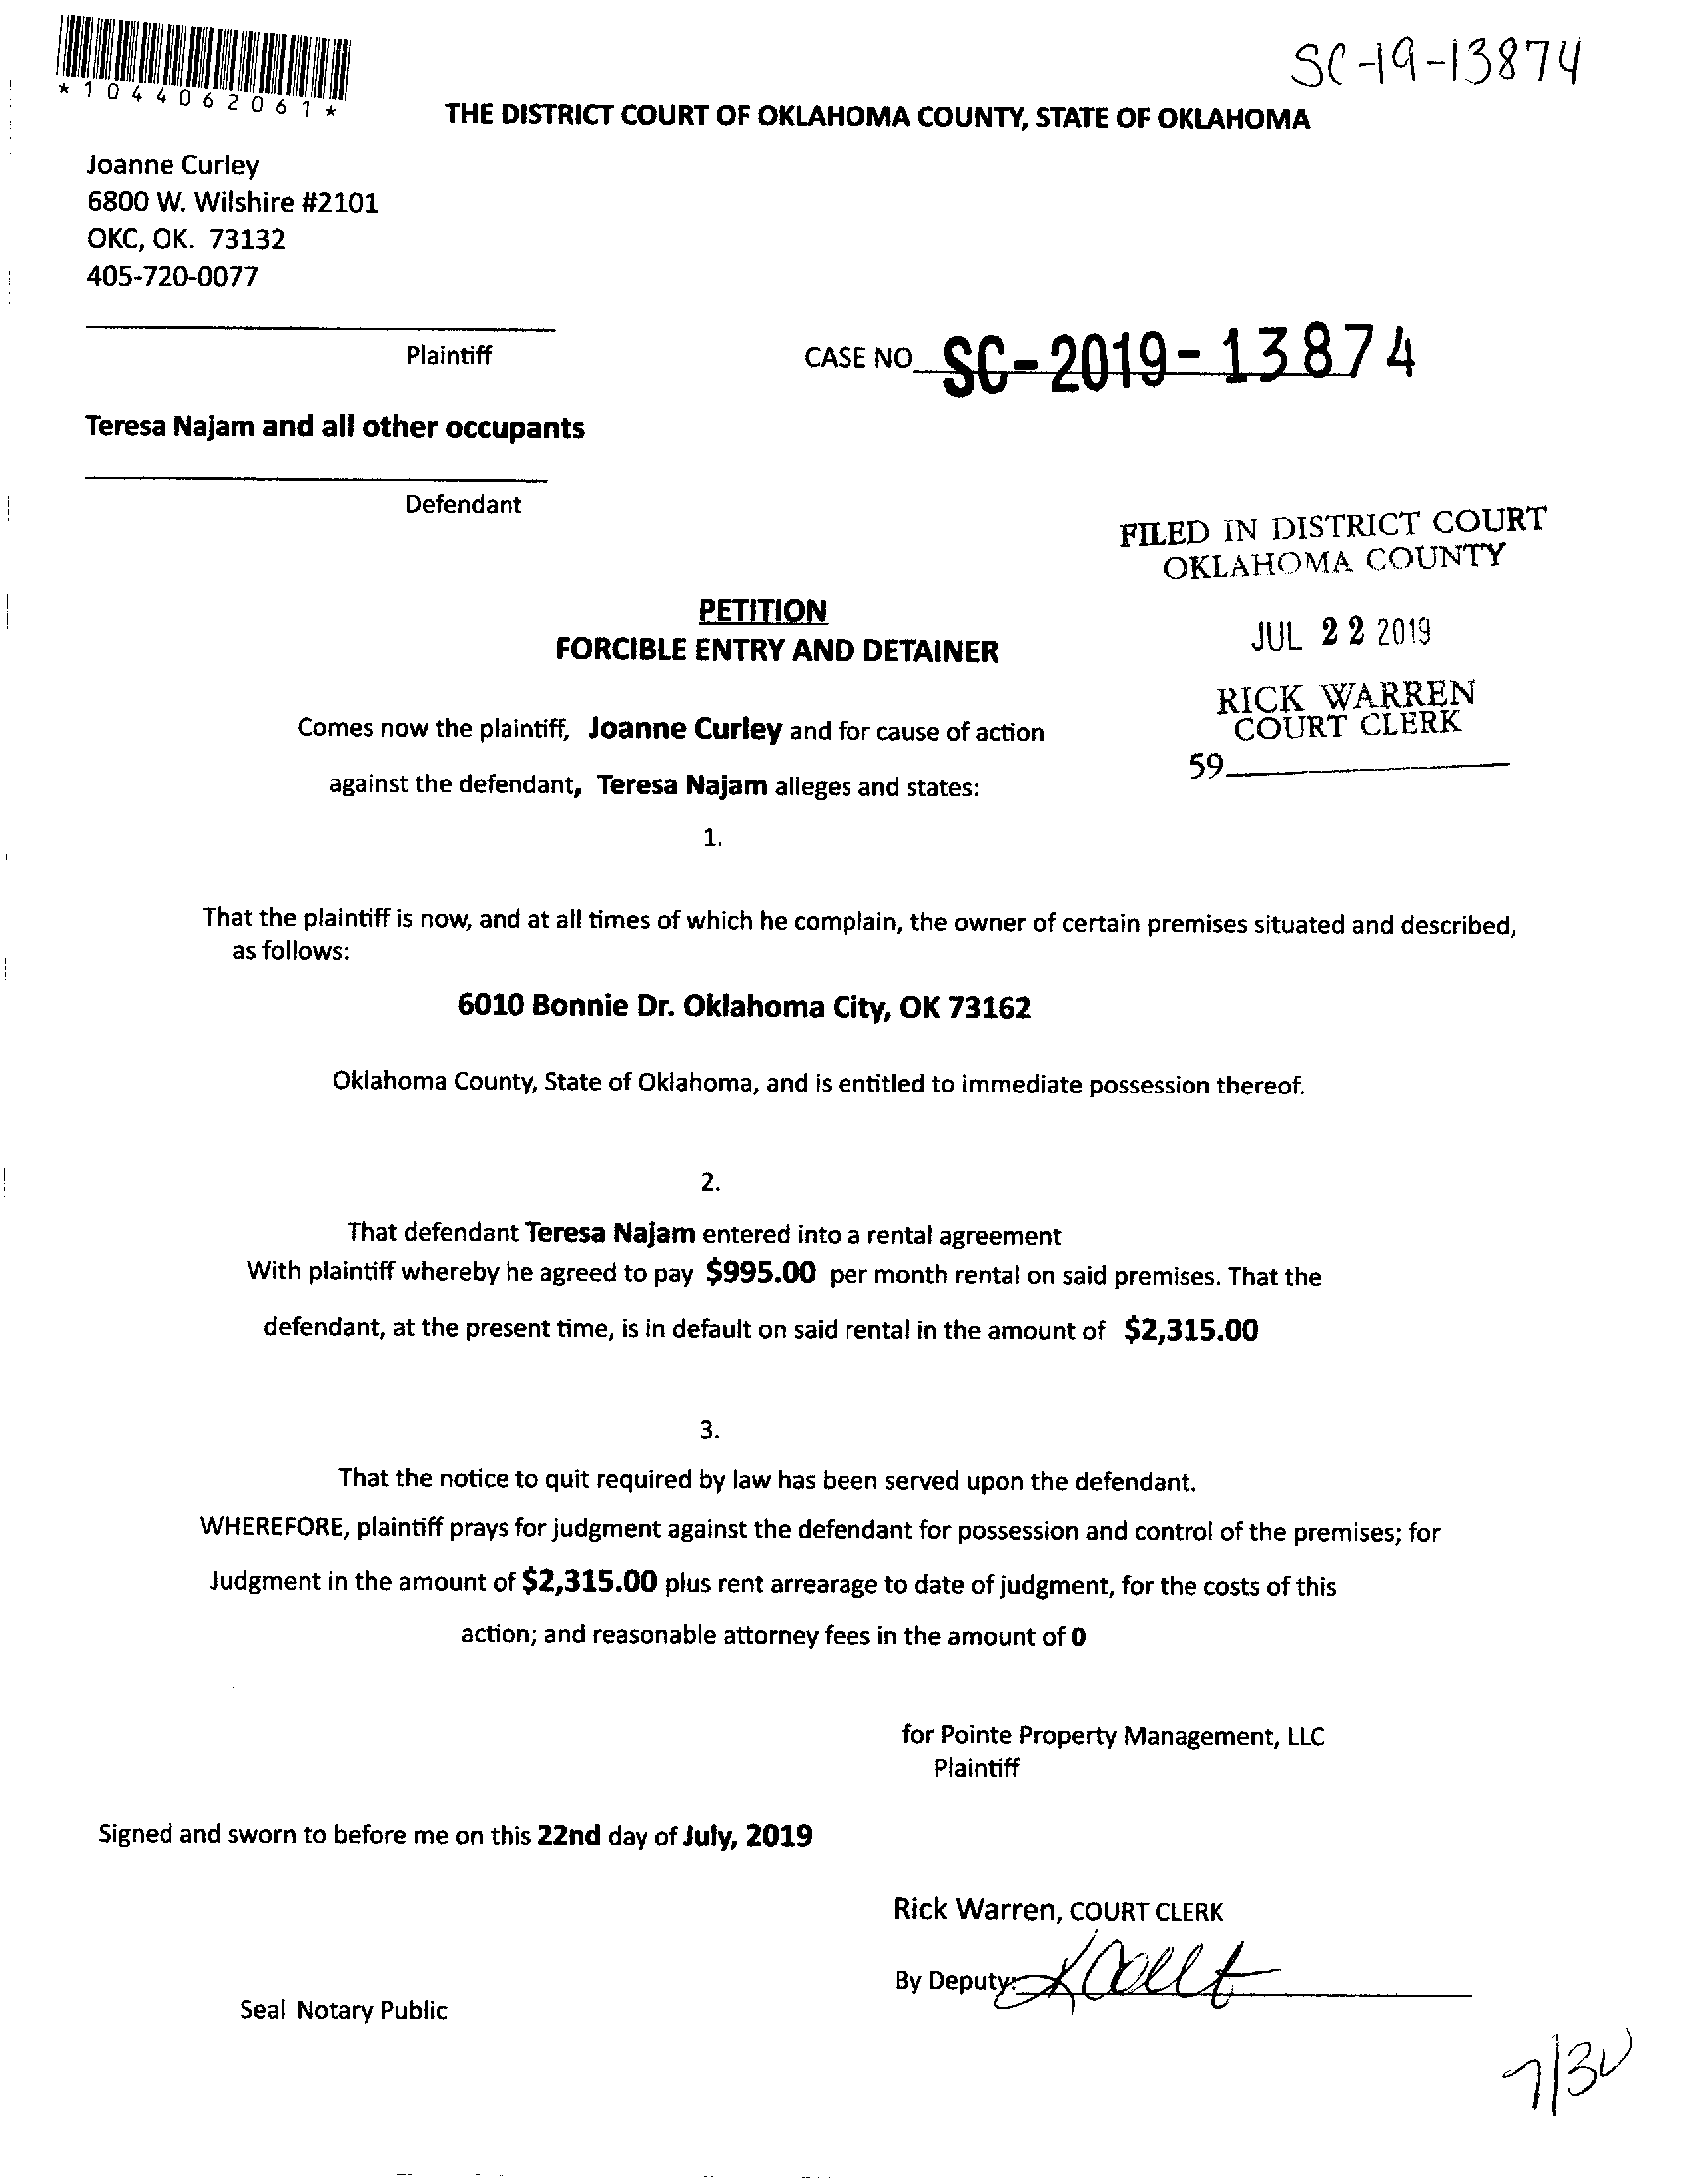 SC-19-13874
*1044062061*
THE DISTRICT COURT OF OKLAHOMA COUNTY, STATE OF OKLAHOMA
Joanne Curley
6800 W. Wilshire #2101
OKC, OK. 73132
405-720-0077
Plaintiff
CASE NO SC-2019-13874
Teresa Najam and all other occupants
Defendant
FILED IN DISTRICT COURT
OKLAHOMA COUNTY
JUL 22 2019
RICK WARREN
COURT CLERK
59
PETITION
FORCIBLE ENTRY AND DETAINER
Comes now the plaintiff, Joanne Curley and for cause of action
against the defendant, Teresa Najam alleges and states:
1.
That the plaintiff is now, and at all times of which he complain, the owner of certain premises situated and described,
as follows:
6010 Bonnie Dr. Oklahoma City, OK 73162
Oklahoma County, State of Oklahoma, and is entitled to immediate possession thereof.
2.
That defendant Teresa Najam entered into a rental agreement
With plaintiff whereby he agreed to pay $995.00 per month rental on said premises. That the
defendant, at the present time, is in default on said rental in the amount of $2,315.00
3.
That the notice to quit required by law has been served upon the defendant.
WHEREFORE, plaintiff prays for judgment against the defendant for possession and control of the premises; for
Judgment in the amount of $2,315.00 plus rent arrearage to date of judgment, for the costs of this
action; and reasonable attorney fees in the amount of 0
for Pointe Property Management, LLC
Plaintiff
Signed and sworn to before me on this 22nd day of July, 2019
Rick Warren, COURT CLERK
By Deputy:
Seal Notary Public